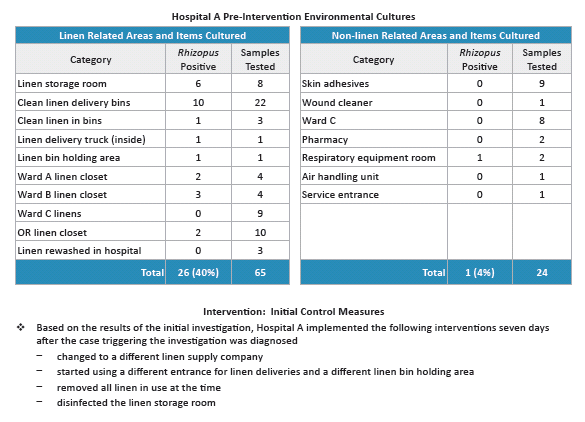 Hospital A Pre-Intervention Environmental Cultures
Linen Related Areas and Items Cultured
Category Rhizopus Positive Samples Tested
Linen storage room 6 8
Clean linen delivery bins 10 22
Clean linen in bins 1 3
Linen delivery truck (inside) 1 1
Linen bin holding area 1 1
Ward A linen closet 2 4
Ward B linen closet 3 4
Ward C linens 0 9
OR linen closet 2 10
Linen rewashed in hospital 0 3
Total 26 (40%) 65
Non-linen Related Areas and Items Cultured
Category Rhizopus Positive Samples Tested
Skin adhesives 0 9
Wound cleaner 0 1
Ward C 0 8
Pharmacy 0 2
Respiratory equipment room 1 2
Air handling unit 0 1
Service entrance 0 1
Total 1 (4%) 24
Intervention: Initial Control Measures
❖ Based on the results of the initial investigation, Hospital A implemented the following interventions seven days
after the case triggering the investigation was diagnosed
– changed to a different linen supply company
– started using a different entrance for linen deliveries and a different linen bin holding area
– removed all linen in use at the time
– disinfected the linen storage room